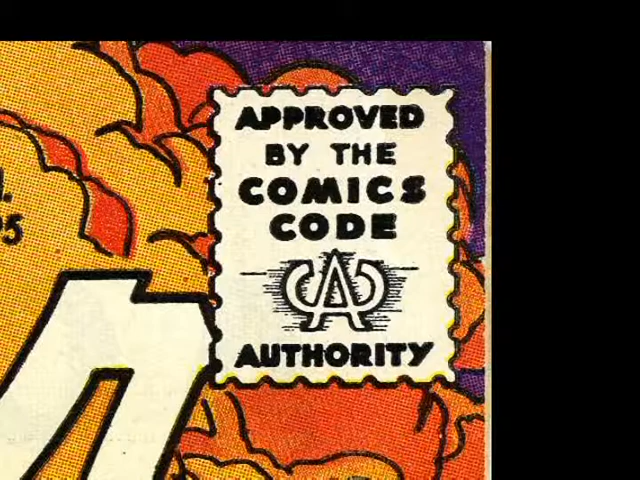 APPROVED
BY THE
COMICS
CODE
CA
AUTHORITY